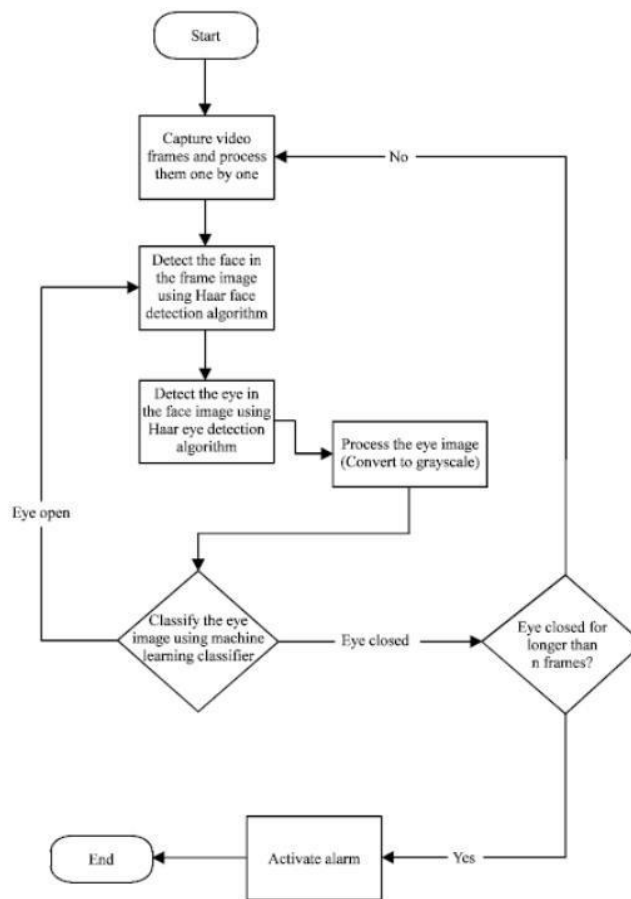 Start
Capture video
frames and process
them one by one
No
Detect the face in
the frame image
using Haar face
detection algorithm
Detect the eye in
the face image using
Haar eye detection
algorithm
Process the eye image
(Convert to grayscale)
Eye open
Classify the eye
image using machine
learning classifier
Eye closed
Eye closed for
longer than
n frames?
End
Activate alarm
Yes